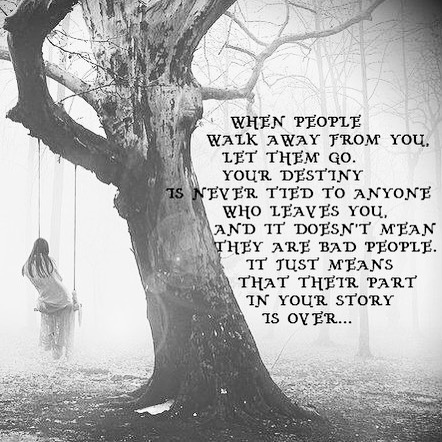 WHEN PEOPLE
WALK AWAY FROM YOU,
LET THEM GO.
YOUR DESTINY
IS NEVER TIED TO ANYONE
WHO LEAVES YOU,
AND IT DOESN'T MEAN
THEY ARE BAD PEOPLE.
IT JUST MEANS
THAT THEIR PART
IN YOUR STORY
IS OVER...